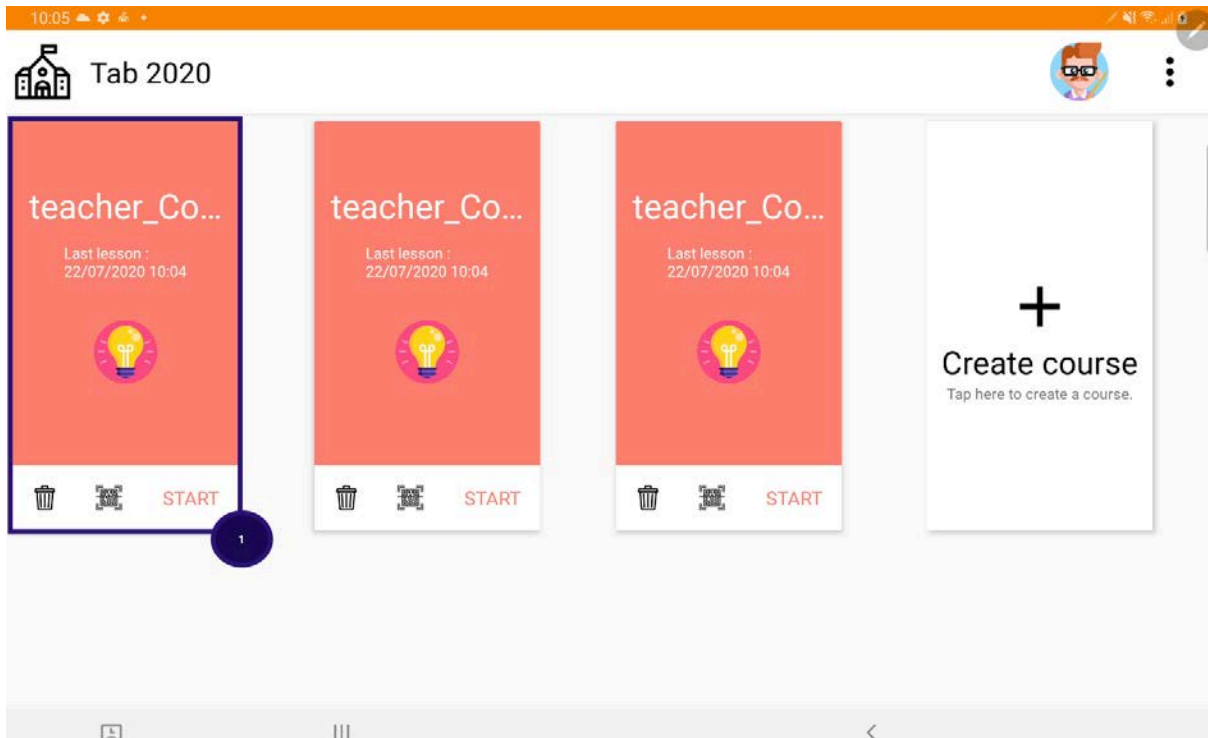 10:05
Tab 2020
teacher_Co...
Last lesson :
22/07/2020 10:04
START
teacher_Co...
Last lesson :
22/07/2020 10:04
START
teacher_Co...
Last lesson :
22/07/2020 10:04
START
Create course
Tap here to create a course.
1